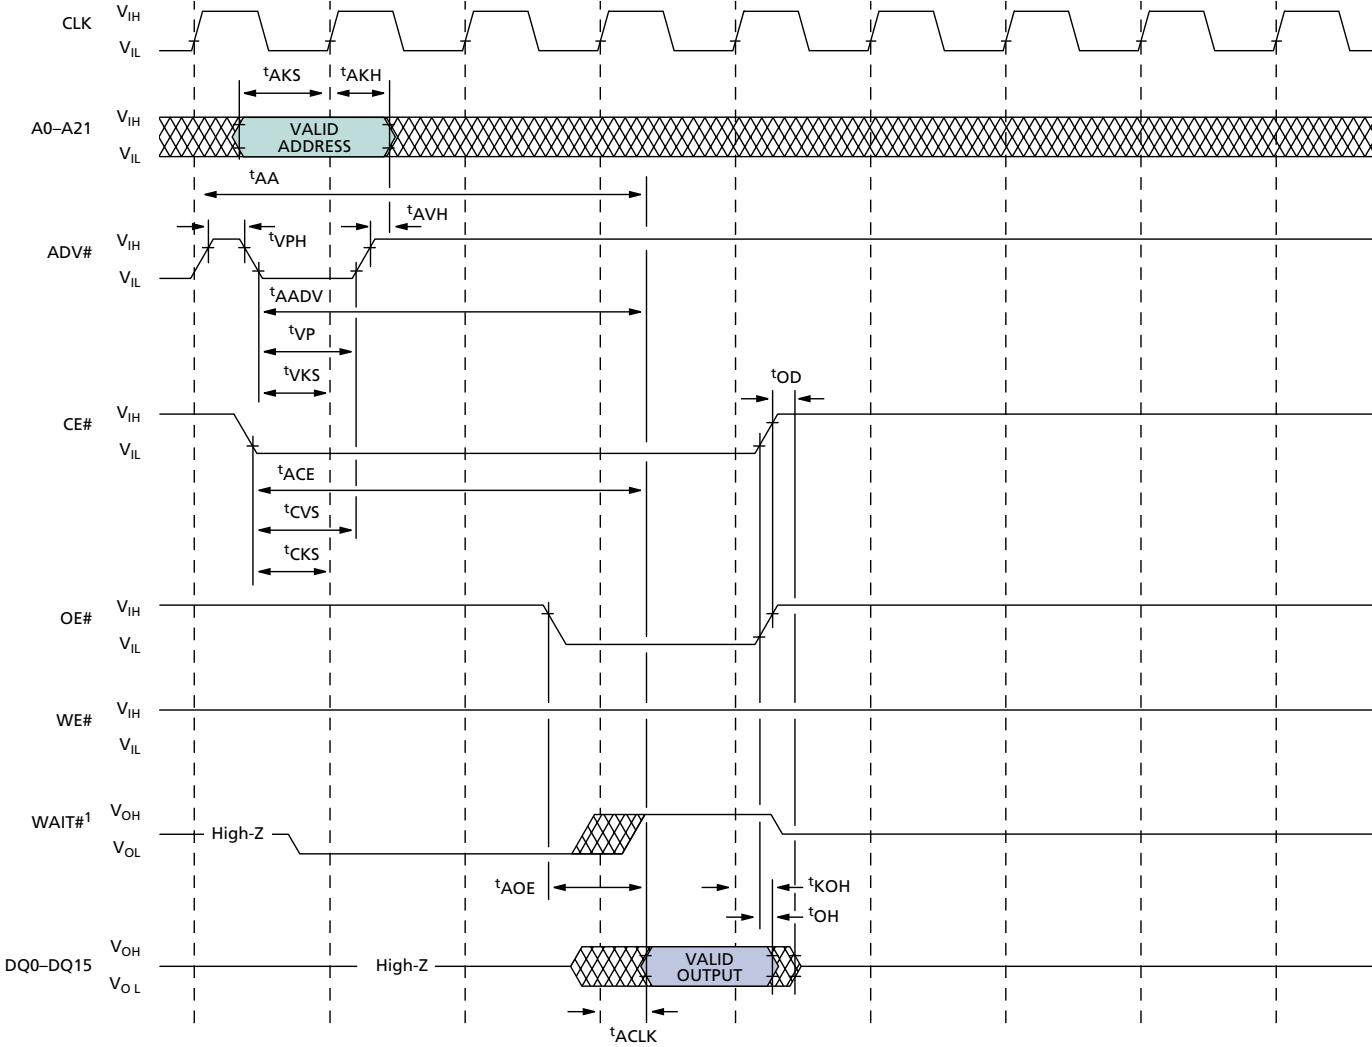 CLK
VIH
VIL
tAKS
tAKH
A0–A21
VIH
VIL
VALID
ADDRESS
tAA
tAVH
ADV#
VIH
VIL
tVPH
tAADV
tVP
tVKS
tOD
CE#
VIH
VIL
tACE
tCVS
tCKS
OE#
VIH
VIL
WE#
VIH
VIL
WAIT#1
VOH
VOL
High-Z
tAOE
tKOH
tOH
DQ0–DQ15
VOH
VO L
High-Z
VALID
OUTPUT
tACLK